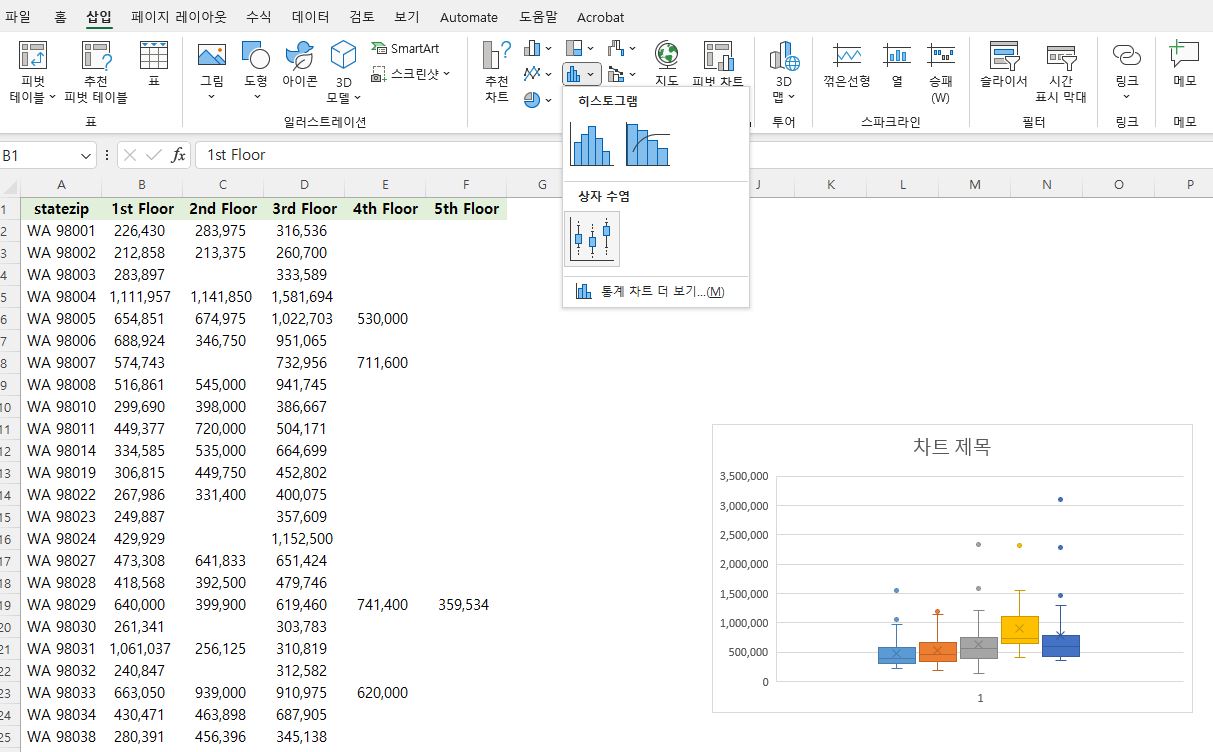 파일 홈 삽입 페이지 레이아웃 수식 데이터 검토 보기 Automate 도움말 Acrobat
피벗 테이블
추천 피벗 테이블
표
그림
도형
아이콘
3D 모델
SmartArt
스크린샷
추천 차트
지도
피벗 차트
3D 맵
꺾은선형
열
승패 (W)
슬라이서
시간 표시 막대
링크
메모
표 일러스트레이션 투어 스파크라인 필터 링크 메모
히스토그램
상자 수염
통계 차트 더 보기...(M)
B1 fx 1st Floor
A B C D E F G J K L M N O P
1 statezip 1st Floor 2nd Floor 3rd Floor 4th Floor 5th Floor
2 WA 98001 226,430 283,975 316,536
3 WA 98002 212,858 213,375 260,700
4 WA 98003 283,897 333,589
5 WA 98004 1,111,957 1,141,850 1,581,694
6 WA 98005 654,851 674,975 1,022,703 530,000
7 WA 98006 688,924 346,750 951,065
8 WA 98007 574,743 732,956 711,600
9 WA 98008 516,861 545,000 941,745
10 WA 98010 299,690 398,000 386,667
11 WA 98011 449,377 720,000 504,171
12 WA 98014 334,585 535,000 664,699
13 WA 98019 306,815 449,750 452,802
14 WA 98022 267,986 331,400 400,075
15 WA 98023 249,887 357,609
16 WA 98024 429,929 1,152,500
17 WA 98027 473,308 641,833 651,424
18 WA 98028 418,568 392,500 479,746
19 WA 98029 640,000 399,900 619,460 741,400 359,534
20 WA 98030 261,341 303,783
21 WA 98031 1,061,037 256,125 310,819
22 WA 98032 240,847 312,582
23 WA 98033 663,050 939,000 910,975 620,000
24 WA 98034 430,471 463,898 687,905
25 WA 98038 280,391 456,396 345,138
차트 제목
3,500,000
3,000,000
2,500,000
2,000,000
1,500,000
1,000,000
500,000
0
1